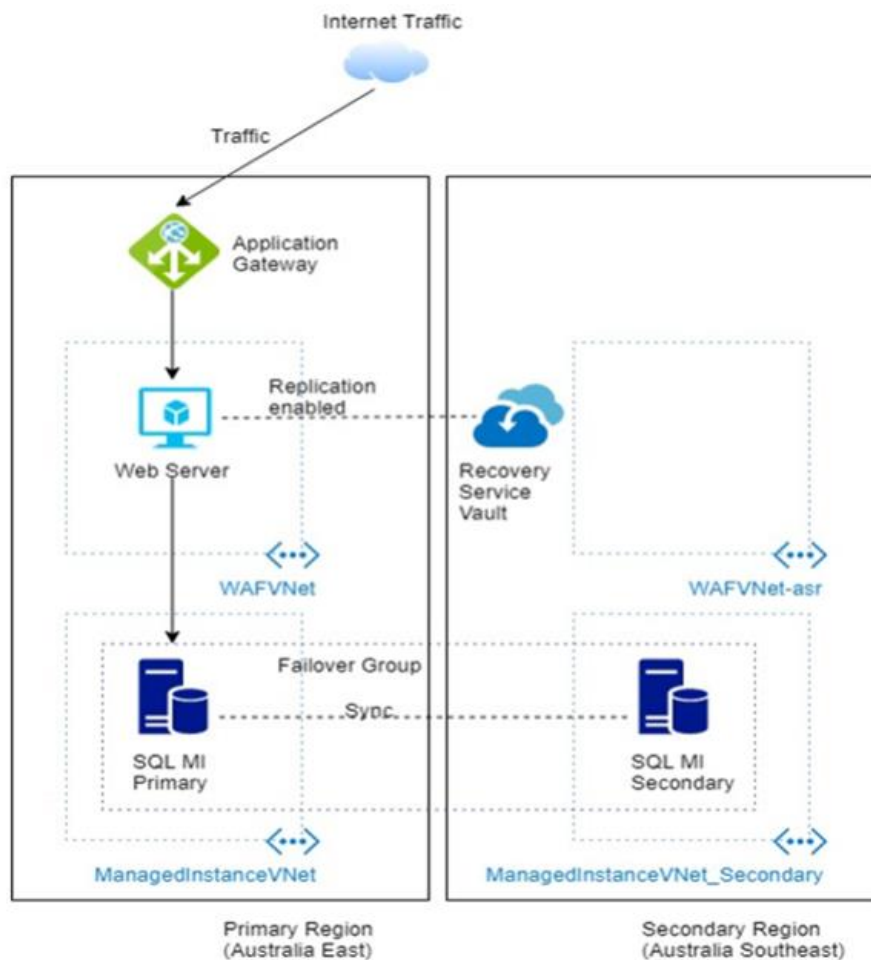 Internet Traffic
Traffic
Application
Gateway
Replication
enabled
Web Server
Recovery
Service
Vault
WAFVNet
WAFVNet-asr
Failover Group
Sync
SQL MI
Primary
SQL MI
Secondary
ManagedInstanceVNet
ManagedInstanceVNet_Secondary
Primary Region
(Australia East)
Secondary Region
(Australia Southeast)